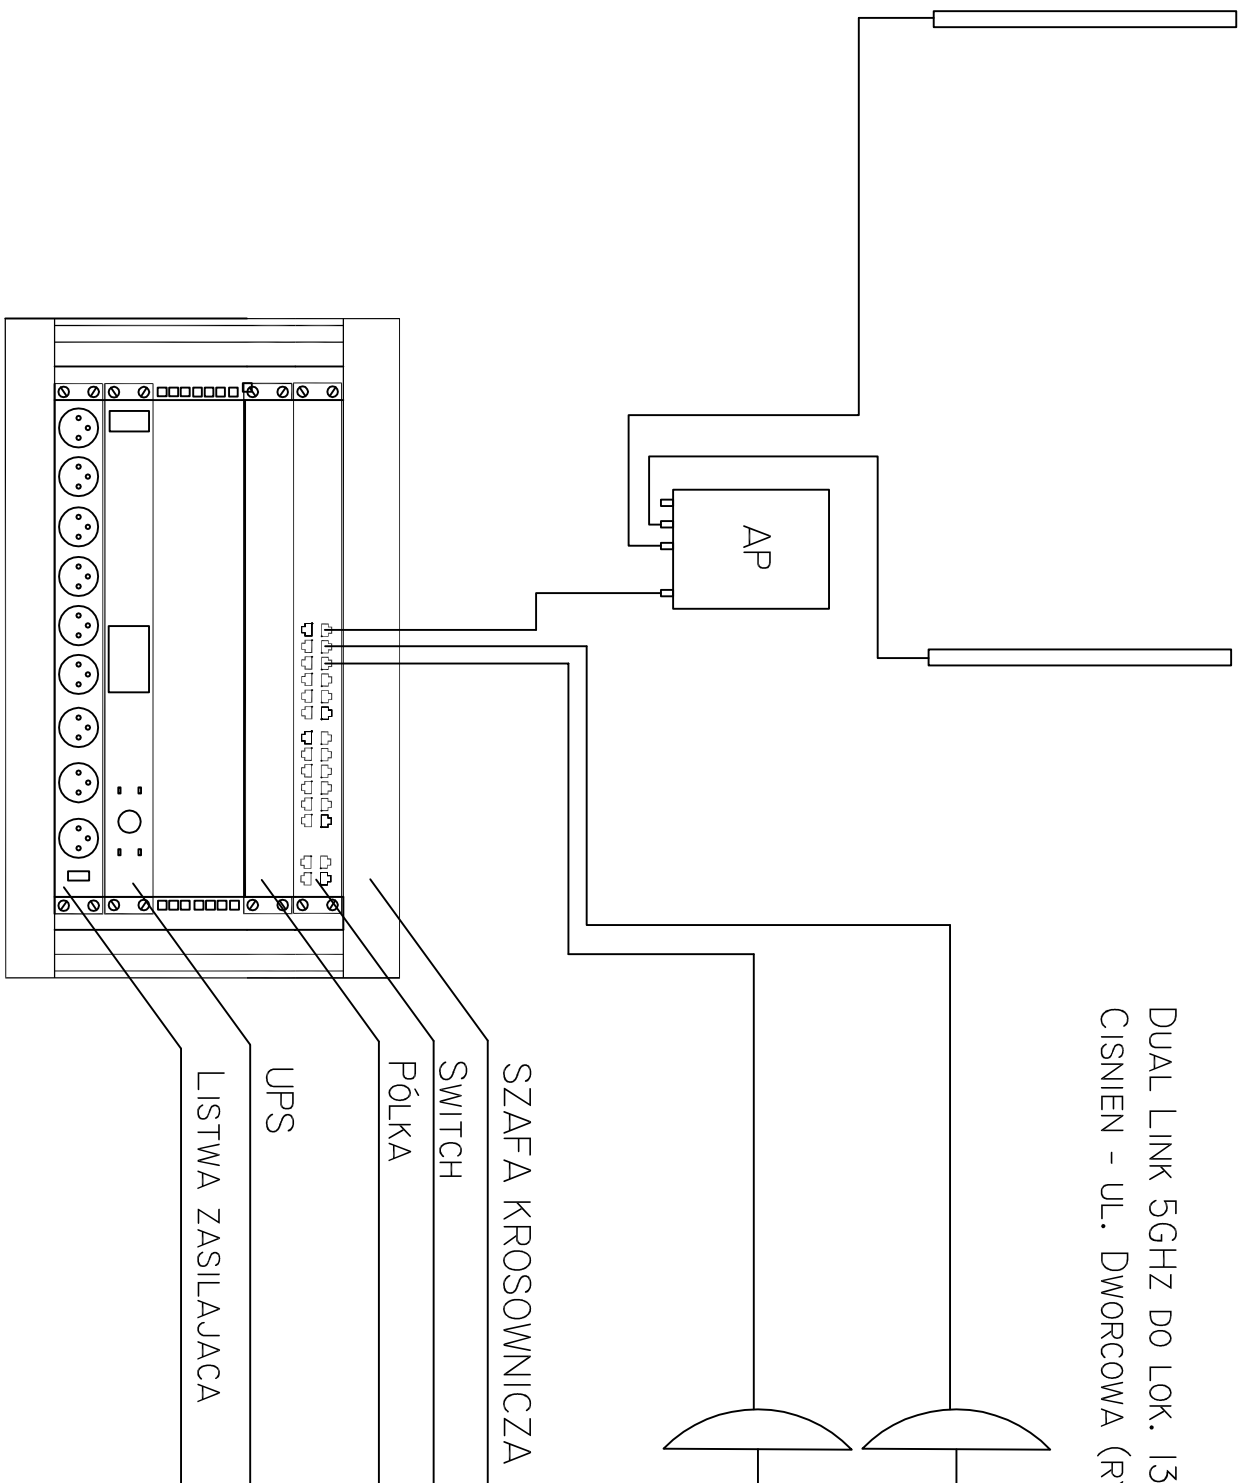 DUAL LINK 5GHZ DO LOK. 13
CISNIEN - UL. DWORCOWA
AP
SZAFA KROSOWNICZA
SWITCH
PÓLKA
UPS
LISTWA ZASILAJACA